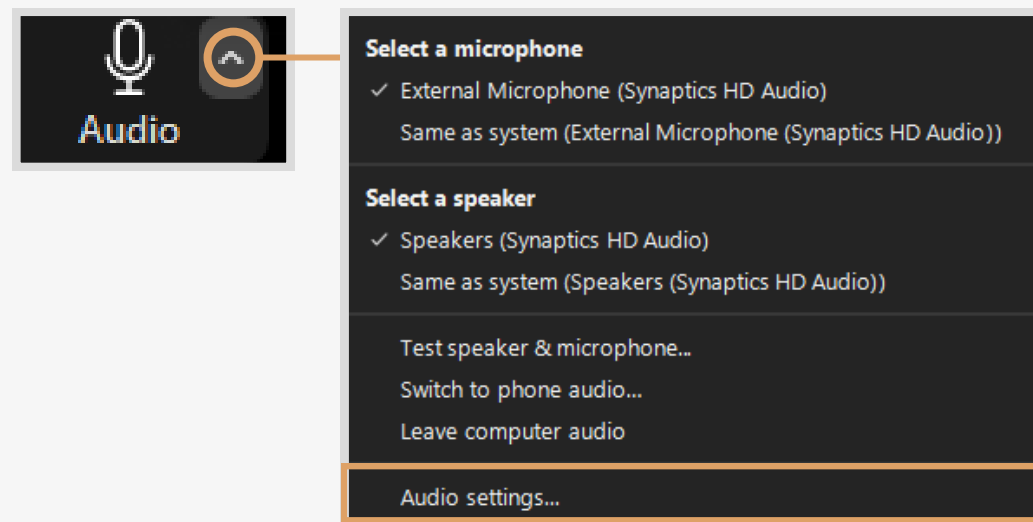 Audio
Select a microphone
External Microphone (Synaptics HD Audio)
Same as system (External Microphone (Synaptics HD Audio))
Select a speaker
Speakers (Synaptics HD Audio)
Same as system (Speakers (Synaptics HD Audio))
Test speaker & microphone...
Switch to phone audio...
Leave computer audio
Audio settings...